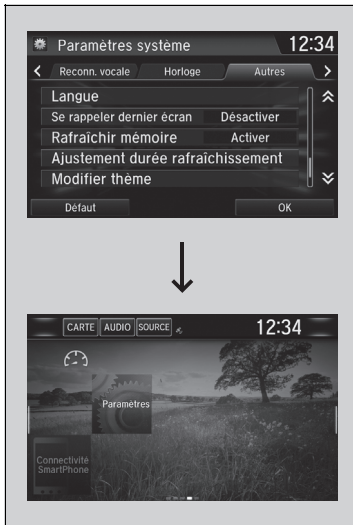 Paramètres système 12:34
Reconn. vocale Horloge Autres
Langue
Se rappeler dernier écran Désactiver
Rafraîchir mémoire Activer
Ajustement durée rafraîchissement
Modifier thème
Défaut OK
CARTE AUDIO SOURCE 12:34
Paramètres
Connectivité
SmartPhone